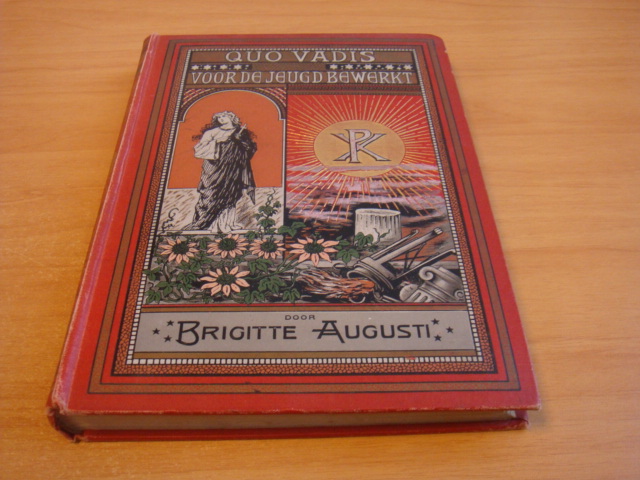 QUO VADIS
VOOR DE JEUGD BEWERKT
DOOR
BRIGITTE AUGUSTI